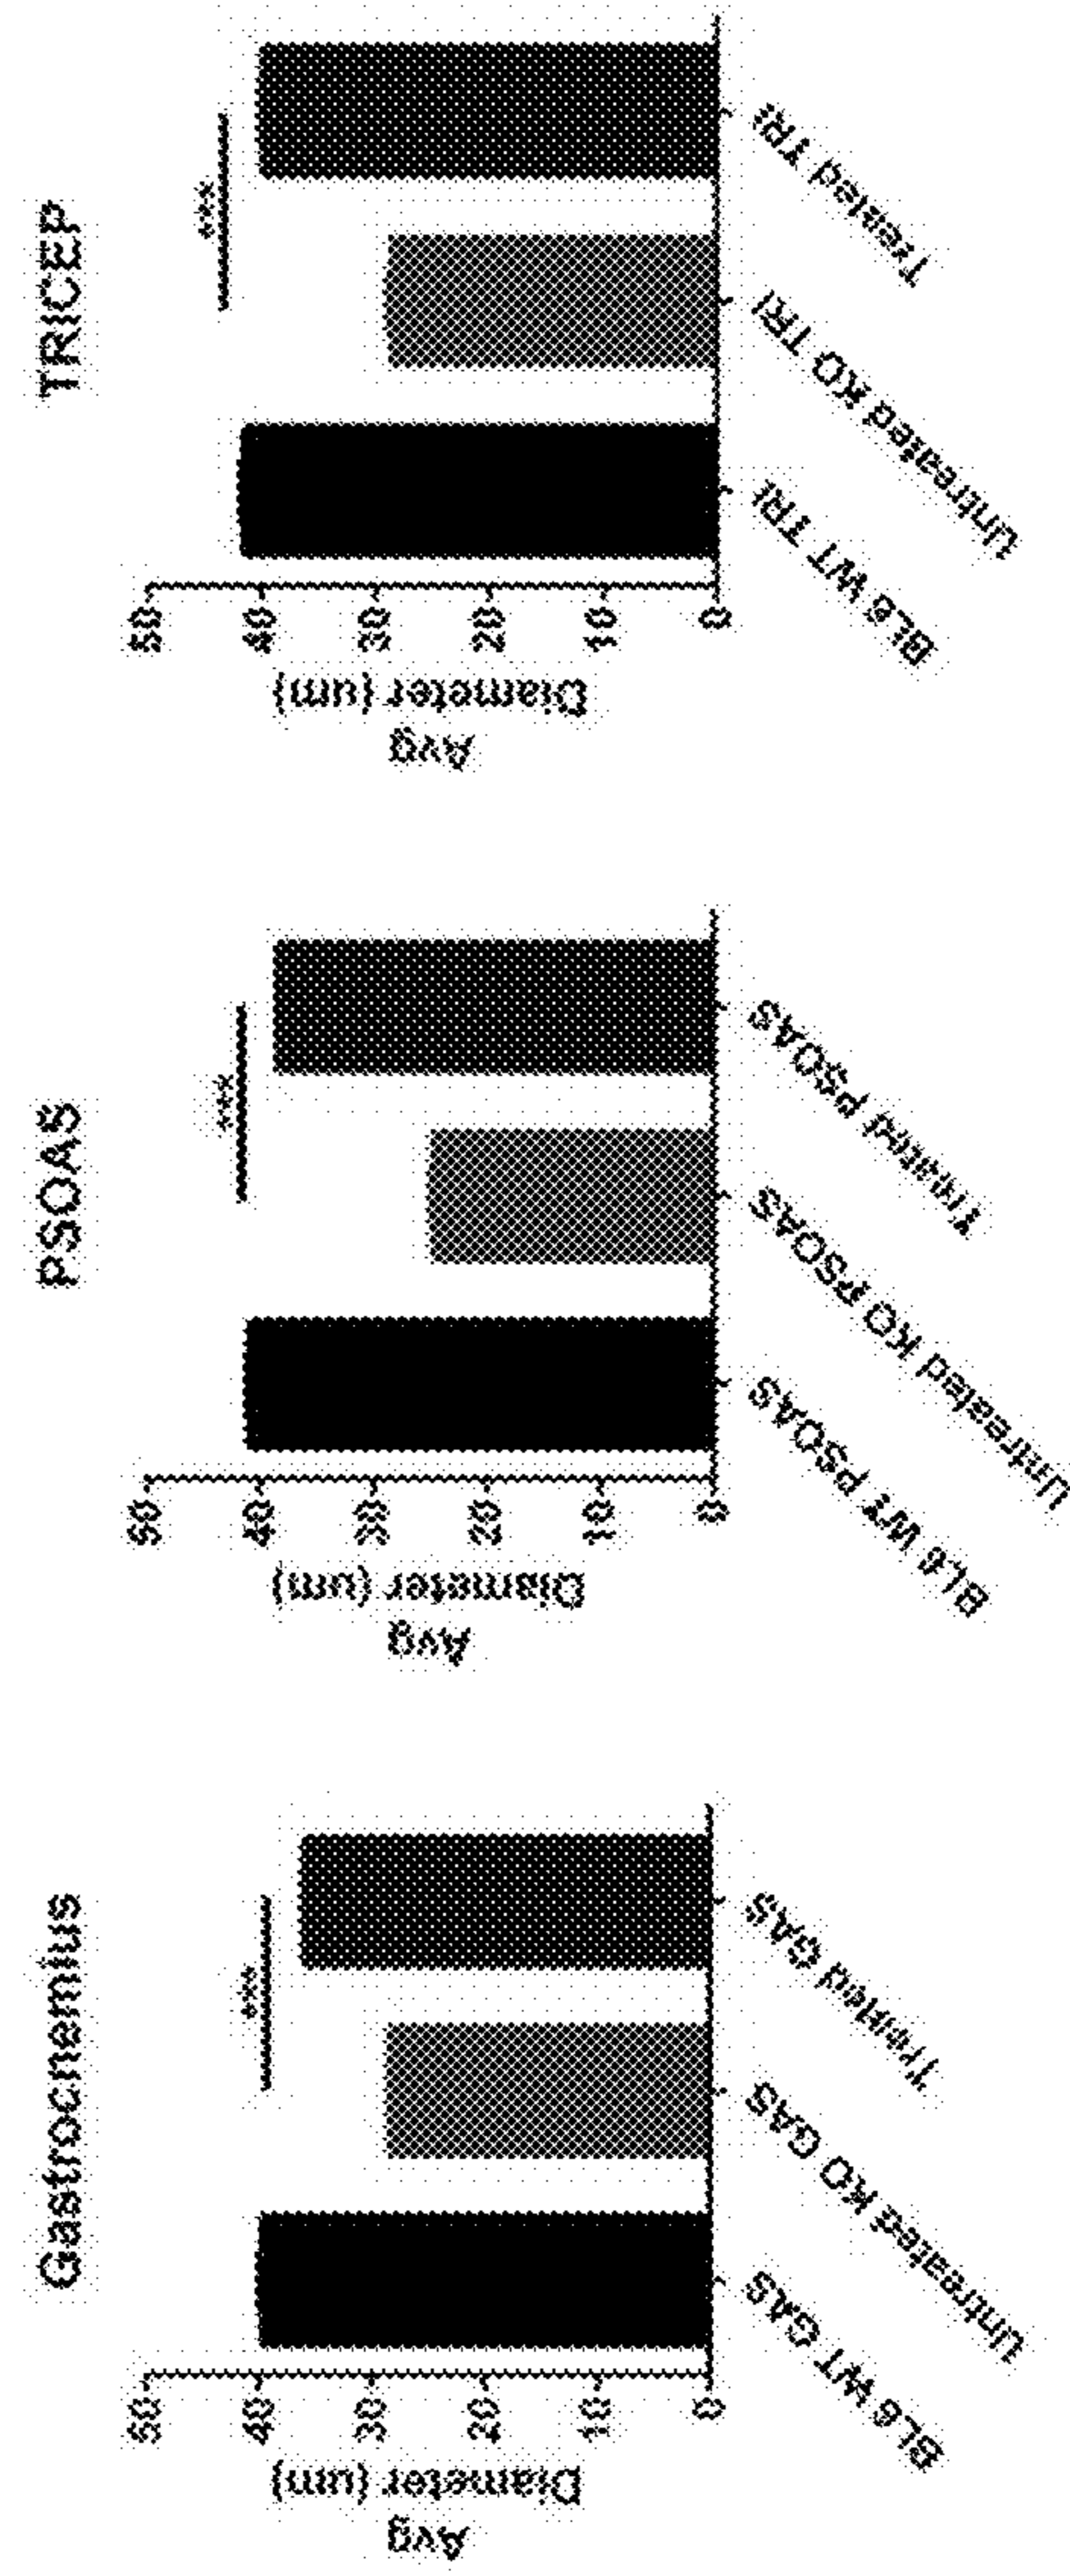 Gastrocnemius
Avg
Diameter (um)
50
40
30
20
10
0
BL6 WT GAS
Untreated KO GAS
Treated GAS
***
PSOAS
Avg
Diameter (um)
50
40
30
20
10
0
BL6 WT PSOAS
Untreated KO PSOAS
Treated PSOAS
***
TRICEP
Avg
Diameter (um)
50
40
30
20
10
0
BL6 WT TRI
Untreated KO TRI
Treated TRI
***